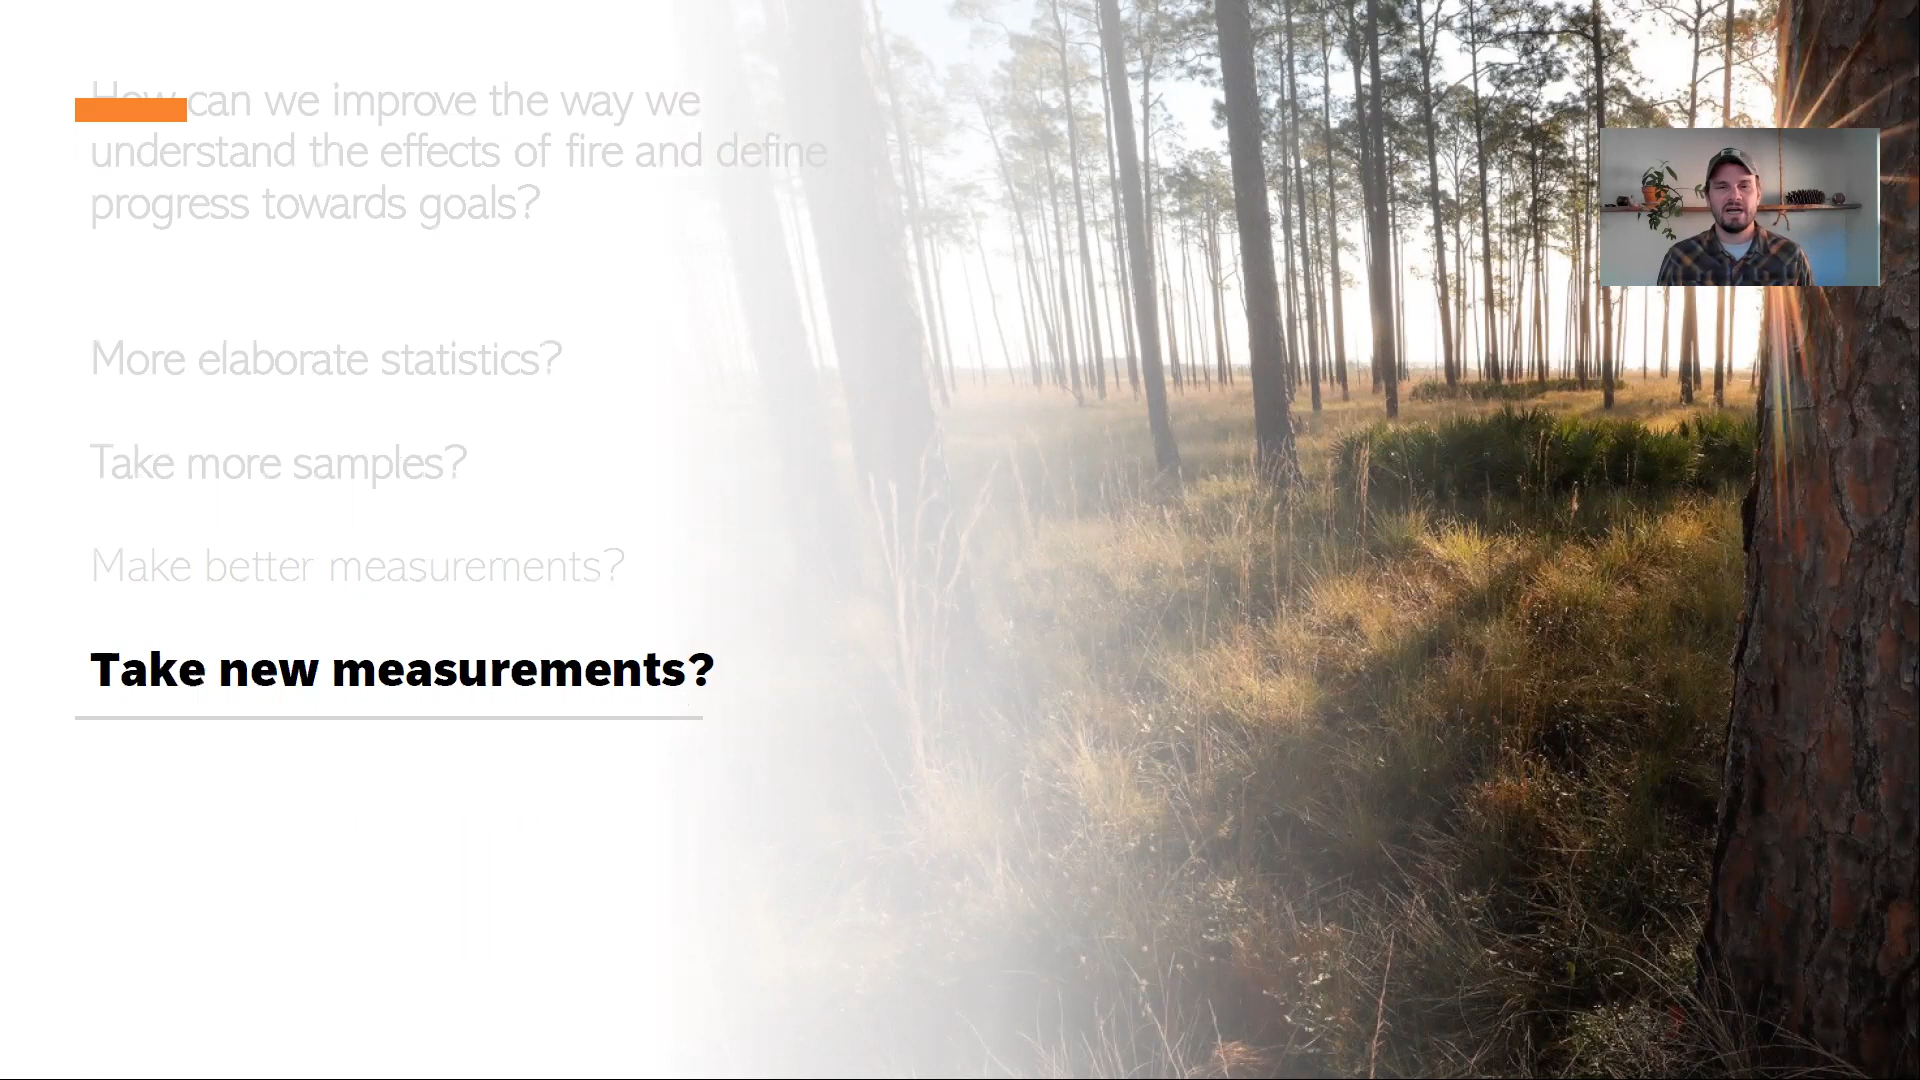 How can we improve the way we
understand the effects of fire and define
progress towards goals?
More elaborate statistics?
Take more samples?
Make better measurements?
Take new measurements?